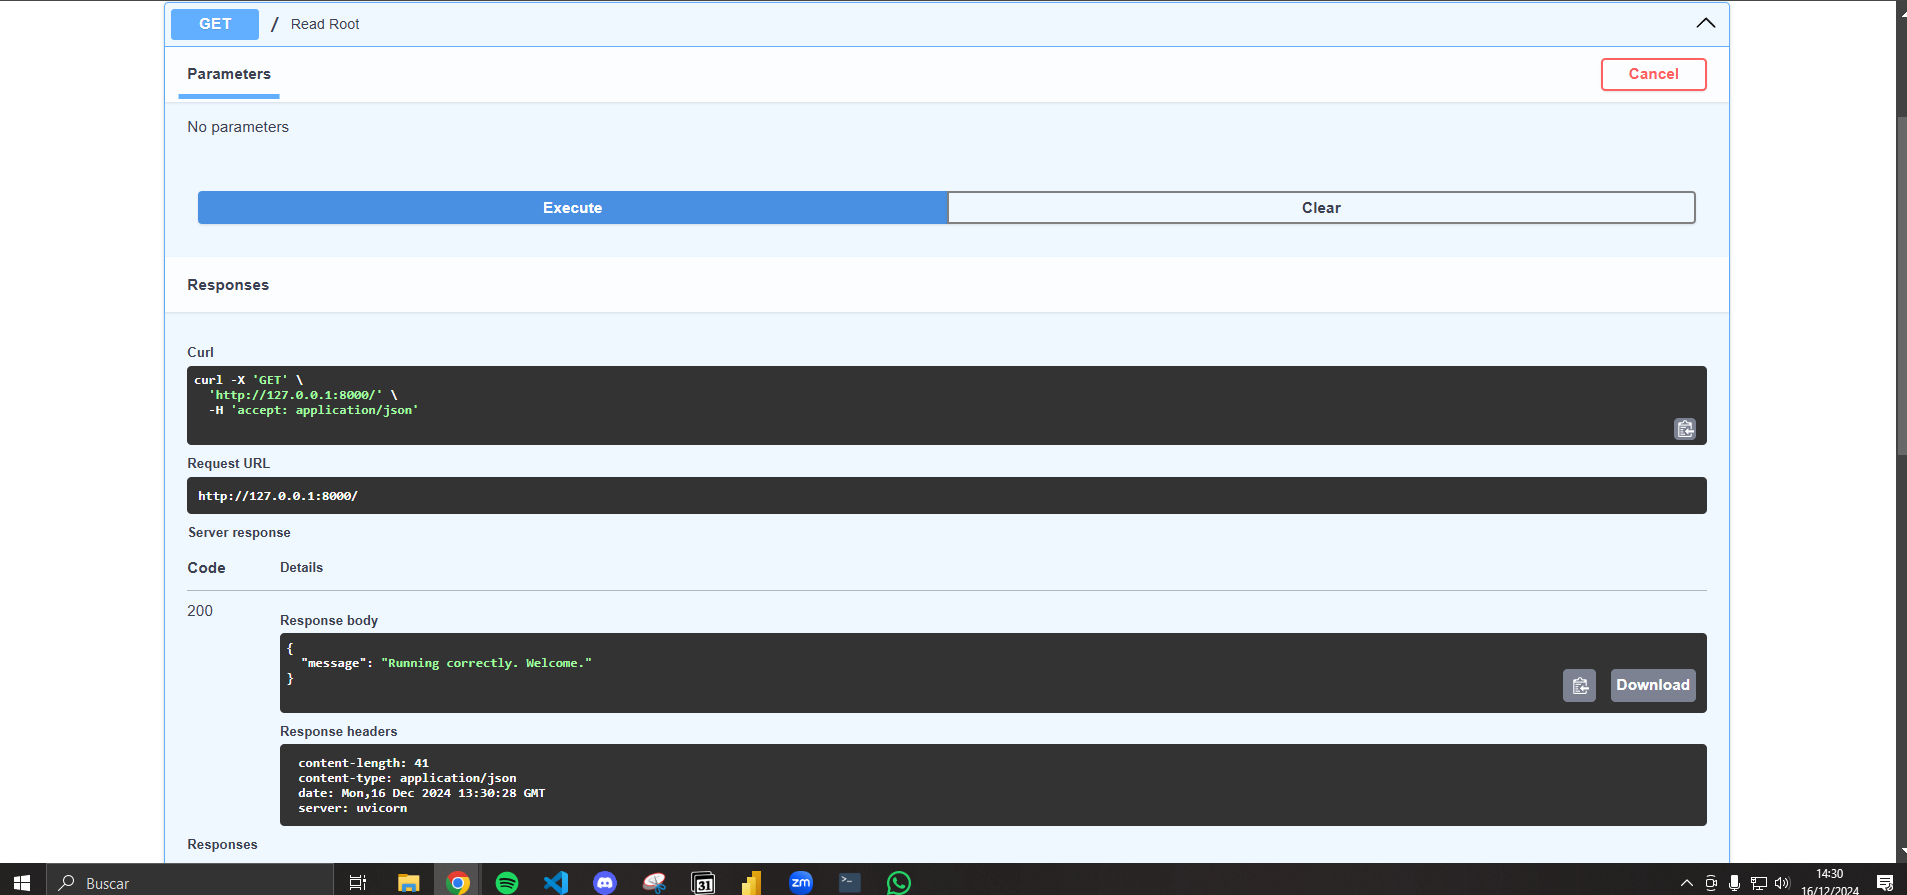 GET / Read Root
Parameters
Cancel
No parameters
Execute
Clear
Responses
Curl
curl -X 'GET' \
  'http://127.0.0.1:8000/' \
  -H 'accept: application/json'
Request URL
http://127.0.0.1:8000/
Server response
Code Details
200
Response body
{
  "message": "Running correctly. Welcome."
}
Download
Response headers
content-length: 41
content-type: application/json
date: Mon,16 Dec 2024 13:30:28 GMT
server: uvicorn
Responses
Buscar
31
zm
14:30
16/12/2024